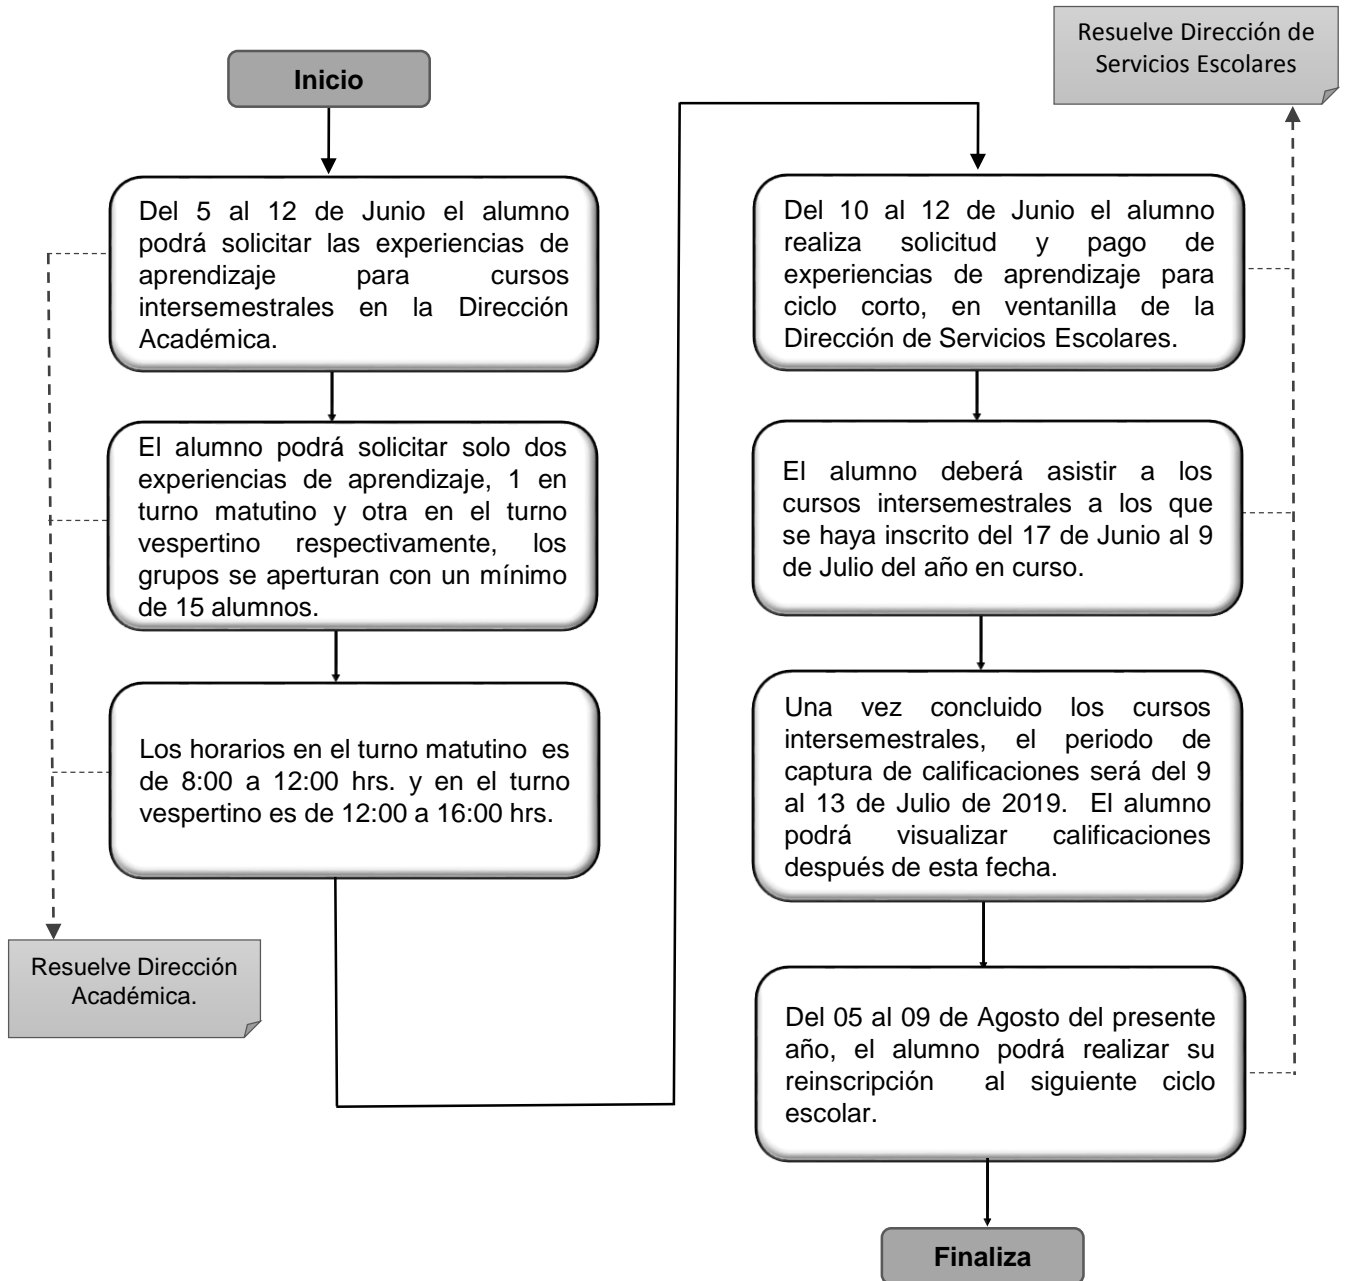 Inicio
Del 5 al 12 de Junio el alumno
podrá solicitar las experiencias de
aprendizaje para cursos
intersemestrales en la Dirección
Académica.
El alumno podrá solicitar solo dos
experiencias de aprendizaje, 1 en
turno matutino y otra en el turno
vespertino respectivamente, los
grupos se aperturan con un mínimo
de 15 alumnos.
Los horarios en el turno matutino es
de 8:00 a 12:00 hrs. y en el turno
vespertino es de 12:00 a 16:00 hrs.
Resuelve Dirección
Académica.
Resuelve Dirección de
Servicios Escolares
Del 10 al 12 de Junio el alumno
realiza solicitud y pago de
experiencias de aprendizaje para
ciclo corto, en ventanilla de la
Dirección de Servicios Escolares.
El alumno deberá asistir a los
cursos intersemestrales a los que
se haya inscrito del 17 de Junio al 9
de Julio del año en curso.
Una vez concluido los cursos
intersemestrales, el periodo de
captura de calificaciones será del 9
al 13 de Julio de 2019. El alumno
podrá visualizar calificaciones
después de esta fecha.
Del 05 al 09 de Agosto del presente
año, el alumno podrá realizar su
reinscripción al siguiente ciclo
escolar.
Finaliza